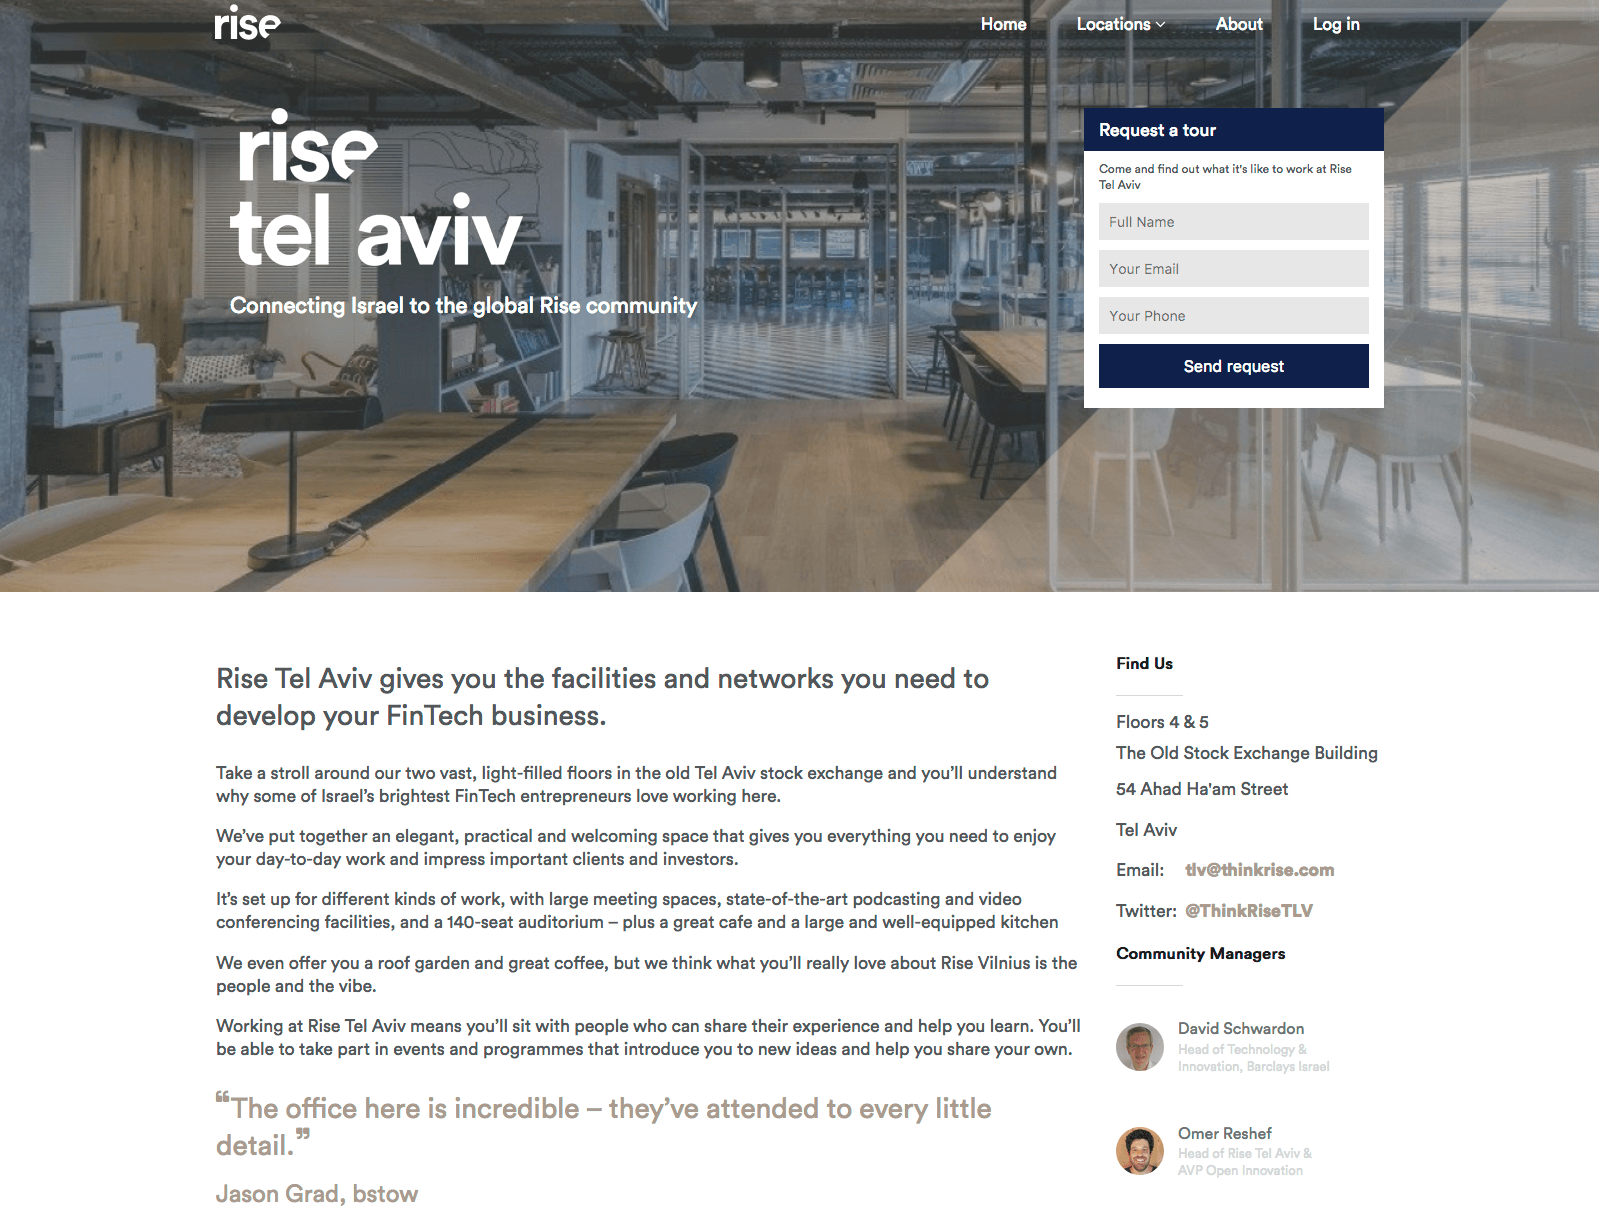 rise
Home
Locations
About
Log in
rise
tel aviv
Connecting Israel to the global Rise community
Request a tour
Come and find out what it's like to work at Rise
Tel Aviv
Full Name
Your Email
Your Phone
Send request
Rise Tel Aviv gives you the facilities and networks you need to
develop your FinTech business.
Take a stroll around our two vast, light-filled floors in the old Tel Aviv stock exchange and you’ll understand
why some of Israel’s brightest FinTech entrepreneurs love working here.
We’ve put together an elegant, practical and welcoming space that gives you everything you need to enjoy
your day-to-day work and impress important clients and investors.
It’s set up for different kinds of work, with large meeting spaces, state-of-the-art podcasting and video
conferencing facilities, and a 140-seat auditorium – plus a great cafe and a large and well-equipped kitchen
We even offer you a roof garden and great coffee, but we think what you’ll really love about Rise Vilnius is the
people and the vibe.
Working at Rise Tel Aviv means you’ll sit with people who can share their experience and help you learn. You’ll
be able to take part in events and programmes that introduce you to new ideas and help you share your own.
“The office here is incredible – they’ve attended to every little
detail.”
Jason Grad, bstow
Find Us
Floors 4 & 5
The Old Stock Exchange Building
54 Ahad Ha'am Street
Tel Aviv
Email: tlv@thinkrise.com
Twitter: @ThinkRiseTLV
Community Managers
David Schwardon
Head of Technology &
Innovation, Barclays Israel
Omer Reshef
Head of Rise Tel Aviv &
AVP Open Innovation